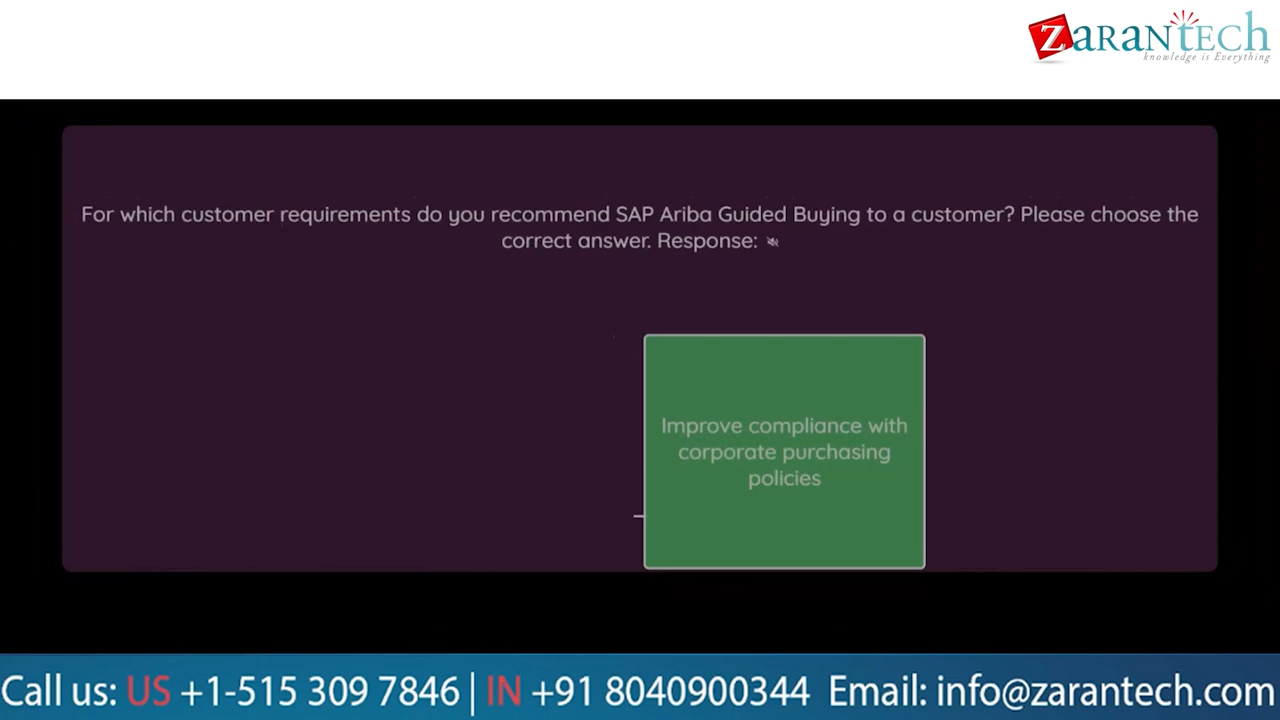 ZARANTECH
knowledge is Everything
For which customer requirements do you recommend SAP Ariba Guided Buying to a customer? Please choose the
correct answer. Response:
Improve compliance with
corporate purchasing
policies
Call us: US +1-515 309 7846 | IN +91 8040900344 Email: info@zarantech.com